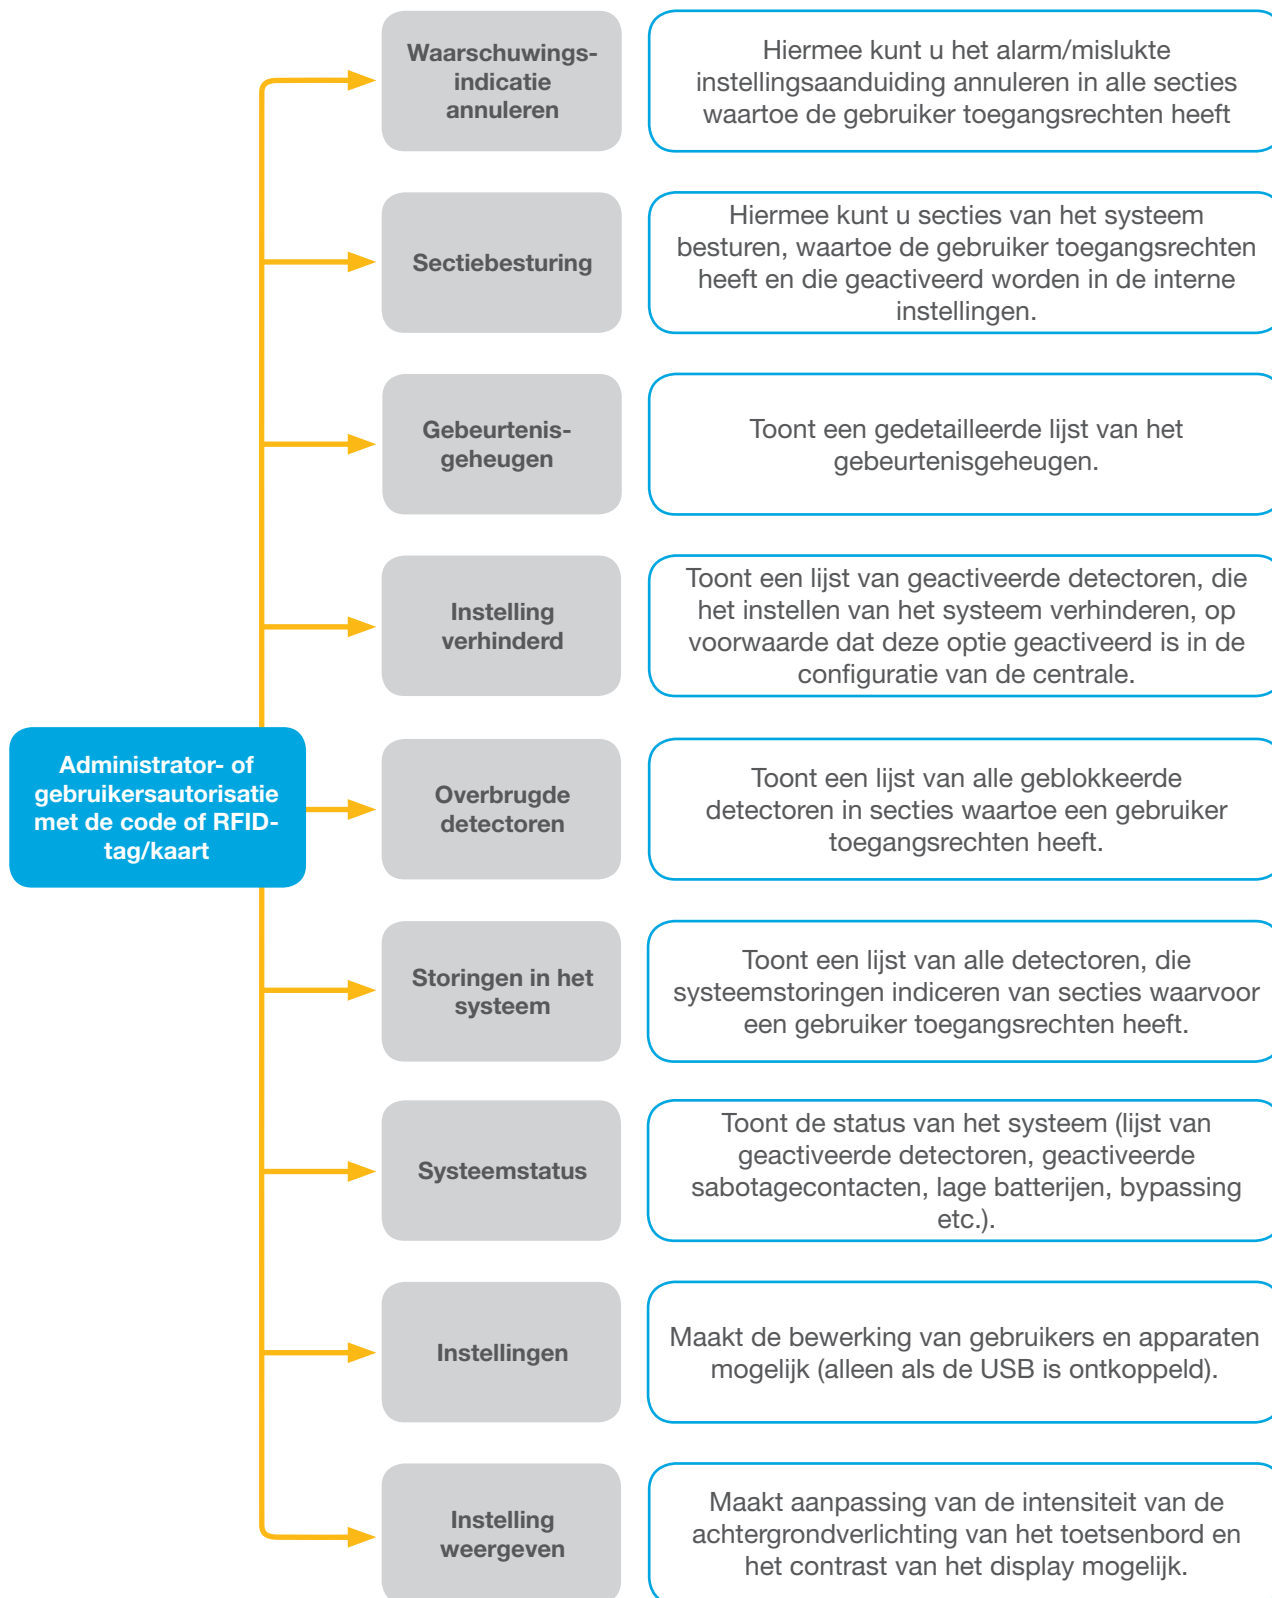 Waarschuwings-
indicatie
annuleren
Hiermee kunt u het alarm/mislukte
instellingsaanduiding annuleren in alle secties
waartoe de gebruiker toegangsrechten heeft
Sectiebesturing
Hiermee kunt u secties van het systeem
besturen, waartoe de gebruiker toegangsrechten
heeft en die geactiveerd worden in de interne
instellingen.
Gebeurtenis-
geheugen
Toont een gedetailleerde lijst van het
gebeurtenisgeheugen.
Instelling
verhinderd
Toont een lijst van geactiveerde detectoren, die
het instellen van het systeem verhinderen, op
voorwaarde dat deze optie geactiveerd is in de
configuratie van de centrale.
Administrator- of
gebruikersautorisatie
met de code of RFID-
tag/kaart
Overbrugde
detectoren
Toont een lijst van alle geblokkeerde
detectoren in secties waartoe een gebruiker
toegangsrechten heeft.
Storingen in het
systeem
Toont een lijst van alle detectoren, die
systeemstoringen indiceren van secties waarvoor
een gebruiker toegangsrechten heeft.
Systeemstatus
Toont de status van het systeem (lijst van
geactiveerde detectoren, geactiveerde
sabotagecontacten, lage batterijen, bypassing
etc.).
Instellingen
Maakt de bewerking van gebruikers en apparaten
mogelijk (alleen als de USB is ontkoppeld).
Instelling
weergeven
Maakt aanpassing van de intensiteit van de
achtergrondverlichting van het toetsenbord en
het contrast van het display mogelijk.